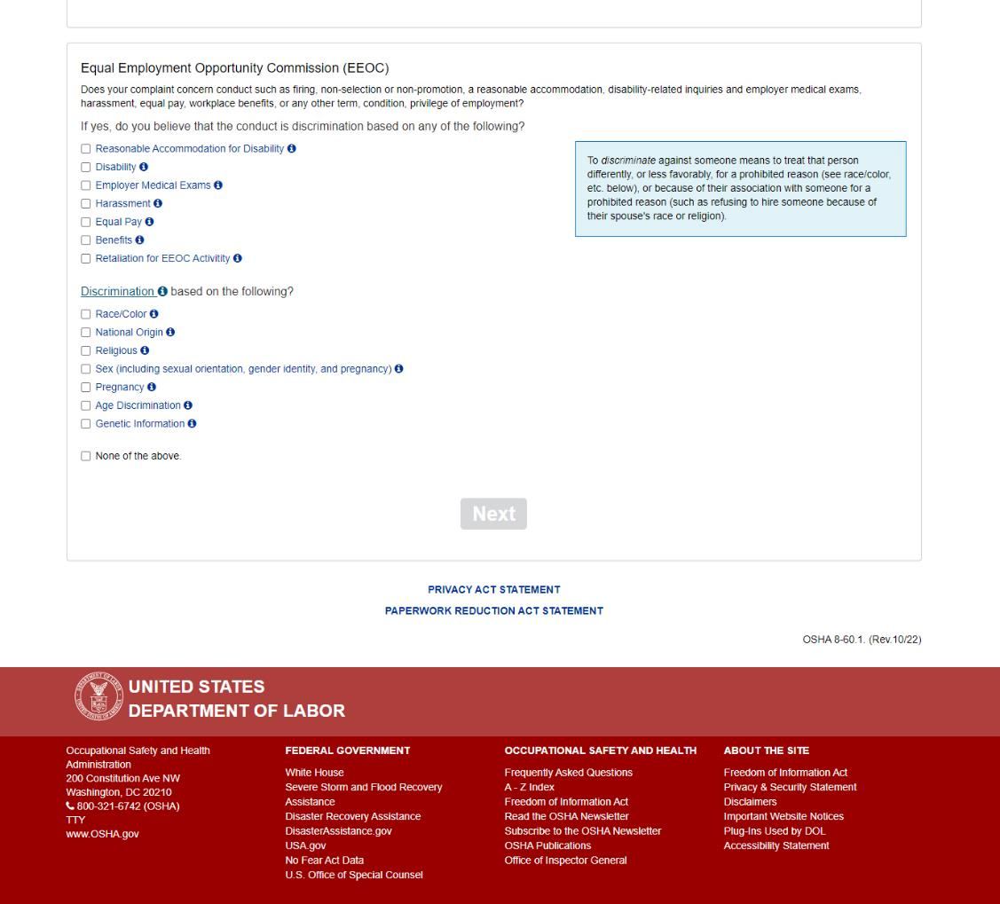 Equal Employment Opportunity Commission (EEOC)
Does your complaint concern conduct such as firing, non-selection or non-promotion, a reasonable accommodation, disability-related inquiries and employer medical exams,
harassment, equal pay, workplace benefits, or any other term, condition, privilege of employment?
If yes, do you believe that the conduct is discrimination based on any of the following?
Reasonable Accommodation for Disability
Disability
Employer Medical Exams
Harassment
Equal Pay
Benefits
Retaliation for EEOC Activitity
To discriminate against someone means to treat that person
differently, or less favorably, for a prohibited reason (see race/color,
etc. below), or because of their association with someone for a
prohibited reason (such as refusing to hire someone because of
their spouse's race or religion).
Discrimination based on the following?
Race/Color
National Origin
Religious
Sex (including sexual orientation, gender identity, and pregnancy)
Pregnancy
Age Discrimination
Genetic Information
None of the above.
Next
PRIVACY ACT STATEMENT
PAPERWORK REDUCTION ACT STATEMENT
OSHA 8-60.1. (Rev.10/22)
UNITED STATES
DEPARTMENT OF LABOR
Occupational Safety and Health
Administration
200 Constitution Ave NW
Washington, DC 20210
800-321-6742 (OSHA)
TTY
www.OSHA.gov
FEDERAL GOVERNMENT
White House
Severe Storm and Flood Recovery
Assistance
Disaster Recovery Assistance
DisasterAssistance.gov
USA.gov
No Fear Act Data
U.S. Office of Special Counsel
OCCUPATIONAL SAFETY AND HEALTH
Frequently Asked Questions
A - Z Index
Freedom of Information Act
Read the OSHA Newsletter
Subscribe to the OSHA Newsletter
OSHA Publications
Office of Inspector General
ABOUT THE SITE
Freedom of Information Act
Privacy & Security Statement
Disclaimers
Important Website Notices
Plug-Ins Used by DOL
Accessibility Statement